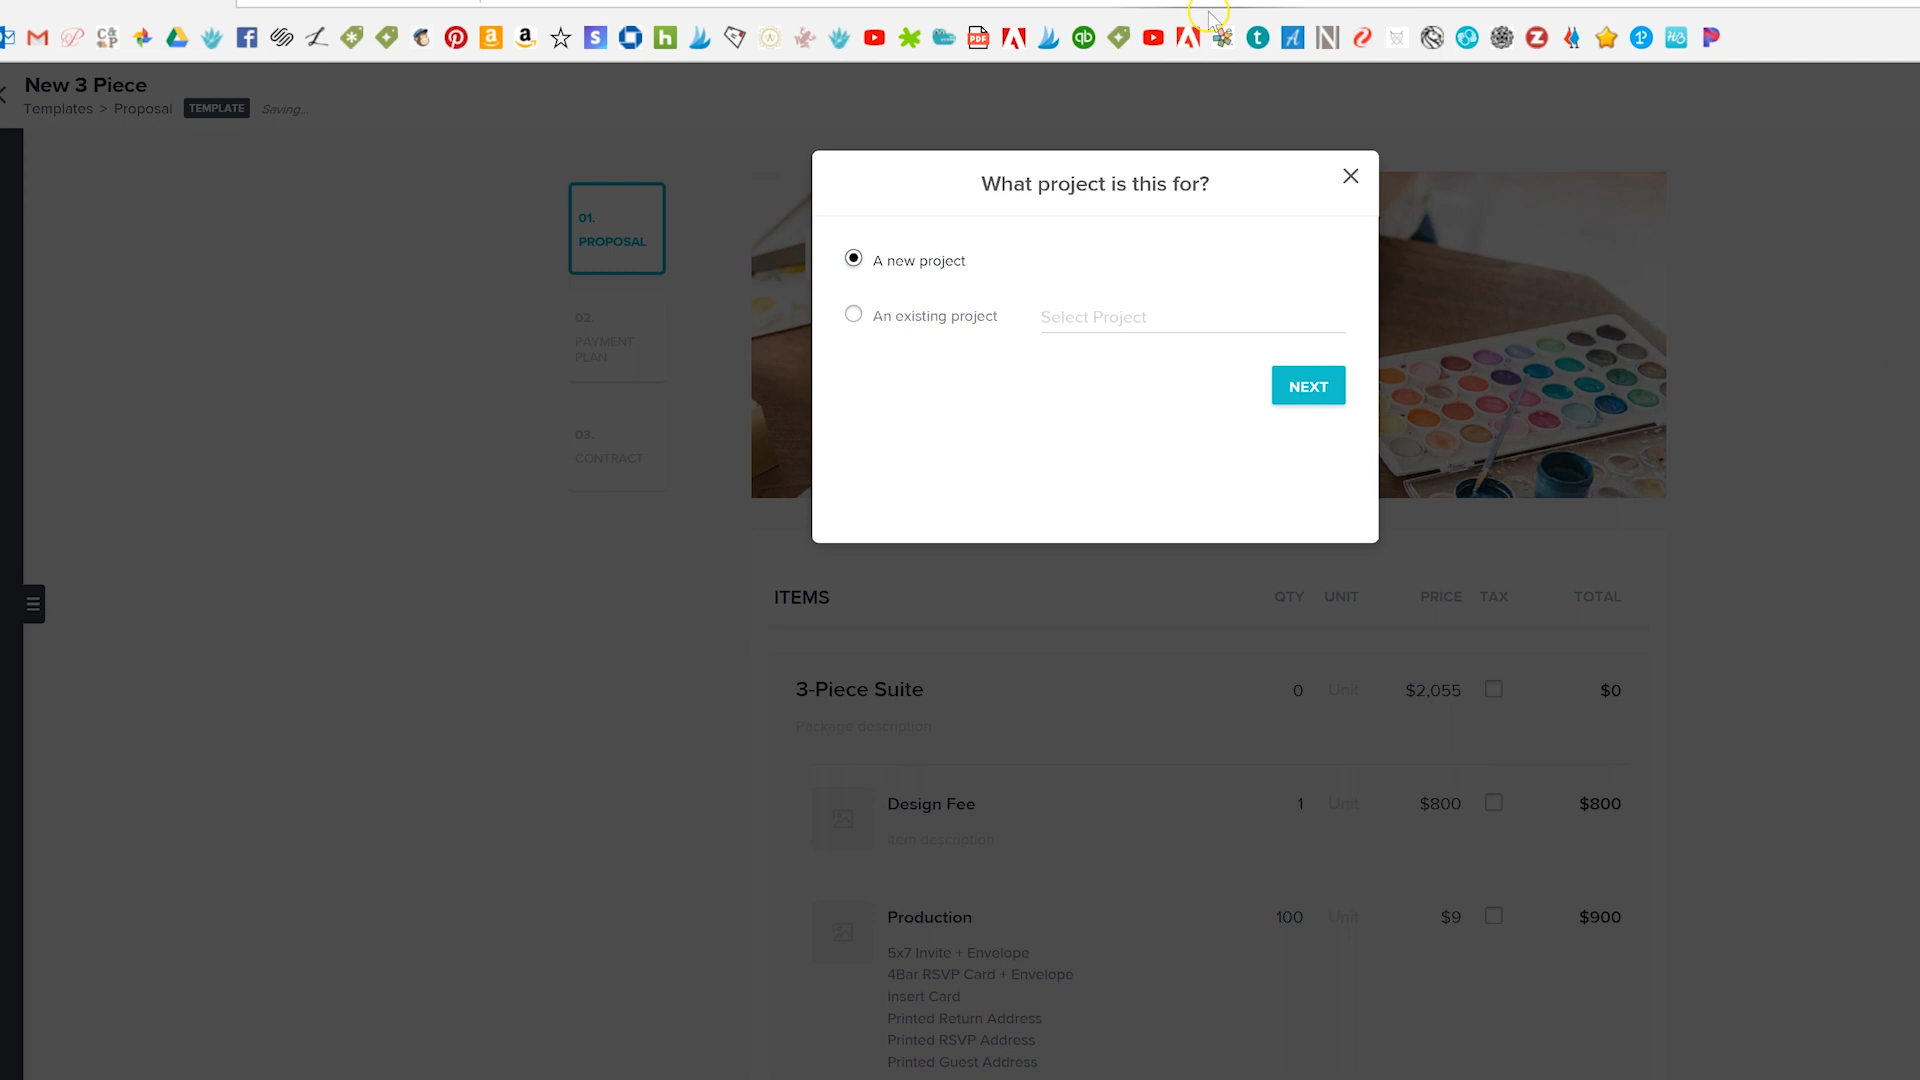 New 3 Piece
Templates > Proposal TEMPLATE Saving...
What project is this for?
A new project
An existing project Select Project
NEXT
01.
PROPOSAL
02.
PAYMENT
PLAN
03.
CONTRACT
ITEMS QTY UNIT PRICE TAX TOTAL
3-Piece Suite 0 Unit $2,055 $0
Package description
Design Fee 1 Unit $800 $800
Item description
Production 100 Unit $9 $900
5x7 Invite + Envelope
4Bar RSVP Card + Envelope
Insert Card
Printed Return Address
Printed RSVP Address
Printed Guest Address